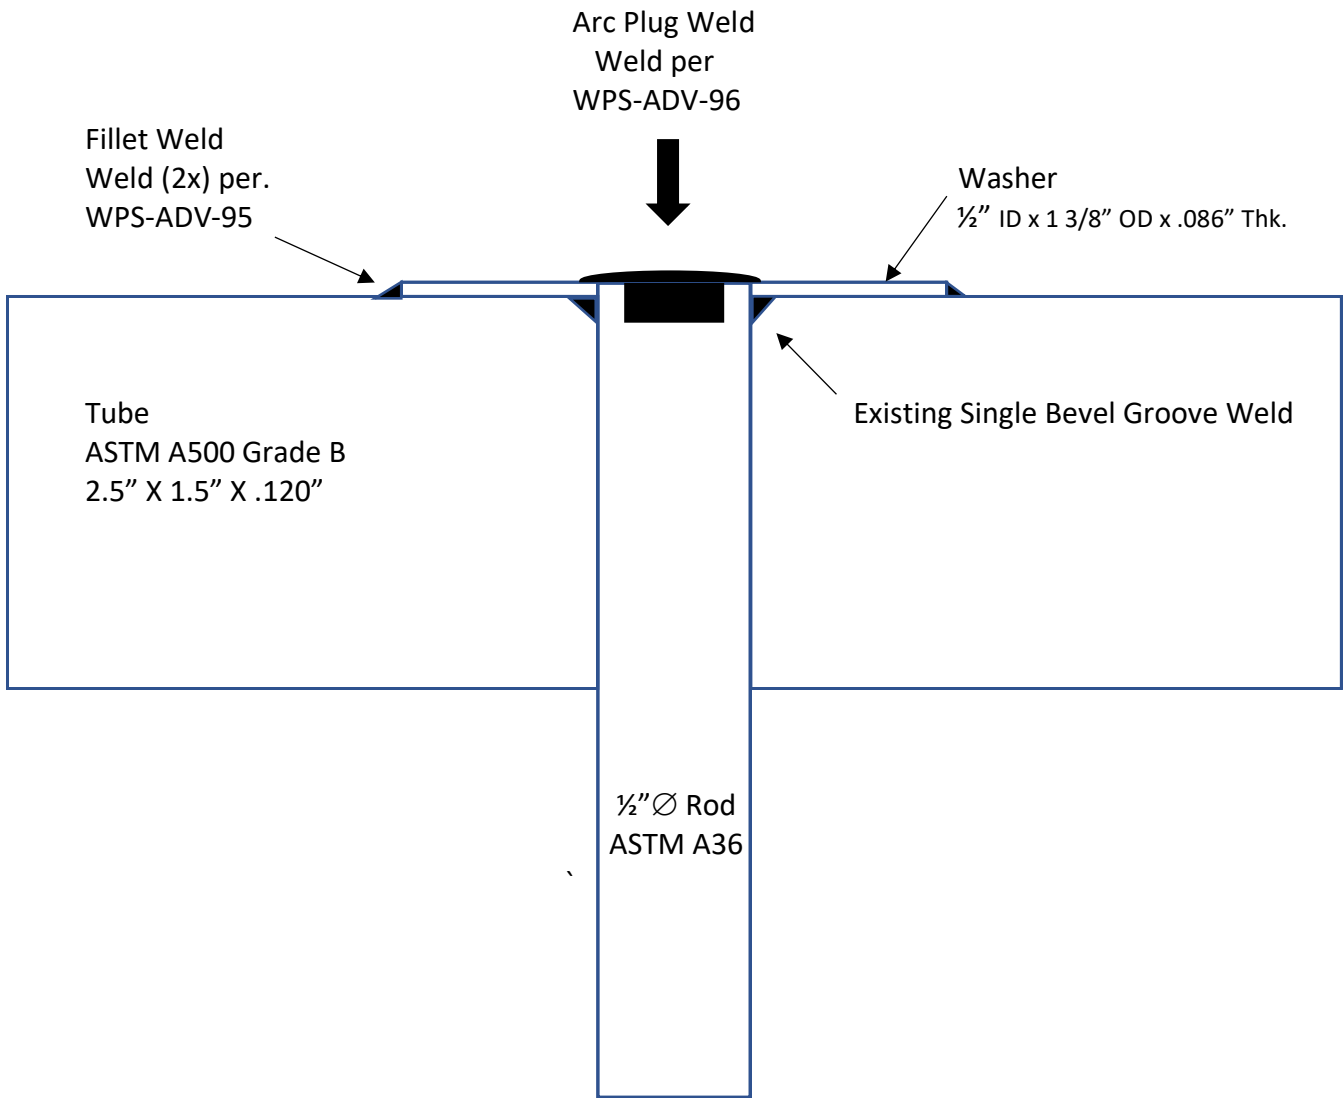 Arc Plug Weld
Weld per
WPS-ADV-96
Fillet Weld
Weld (2x) per.
WPS-ADV-95
Washer
½” ID x 1 3/8” OD x .086” Thk.
Tube
ASTM A500 Grade B
2.5” X 1.5” X .120”
Existing Single Bevel Groove Weld
½”∅ Rod
ASTM A36
`